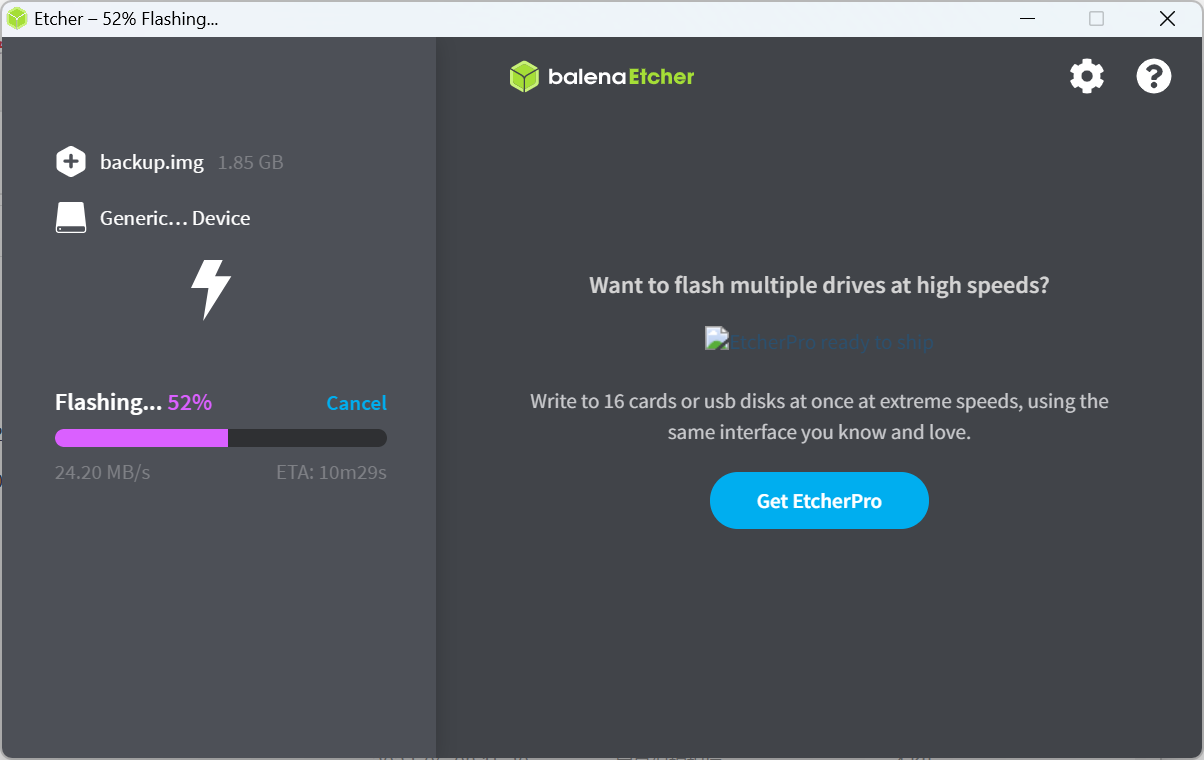 Etcher – 52% Flashing...
balenaEtcher
backup.img 1.85 GB
Generic… Device
Flashing... 52% Cancel
24.20 MB/s ETA: 10m29s
Want to flash multiple drives at high speeds?
EtcherPro ready to ship
Write to 16 cards or usb disks at once at extreme speeds, using the
same interface you know and love.
Get EtcherPro